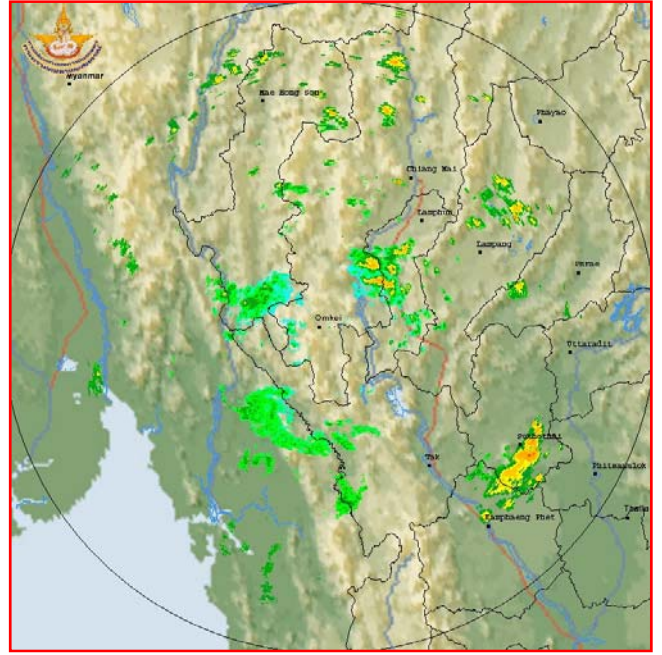 Myanmar
Mae Hong Son
Phayao
Chiang Mai
Lamphun
Lampang
Phrae
Omkoi
Uttaradit
Sukhothai
Tak
Phitsanulok
Kamphaeng Phet